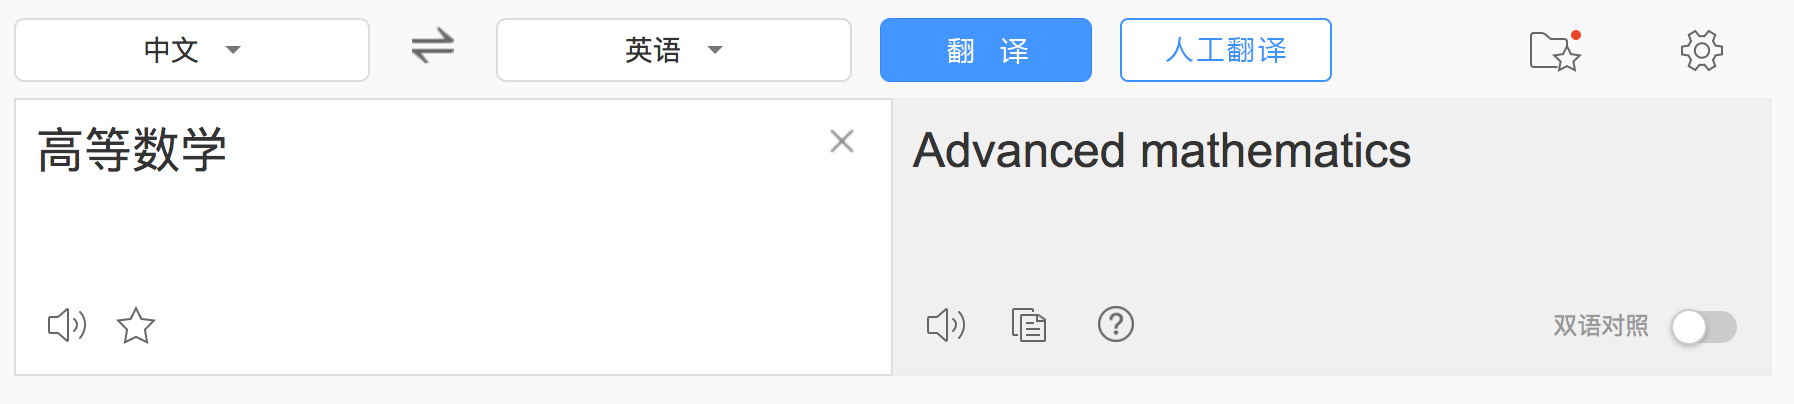 中文 英语 翻 译 人工翻译
高等数学
Advanced mathematics
双语对照